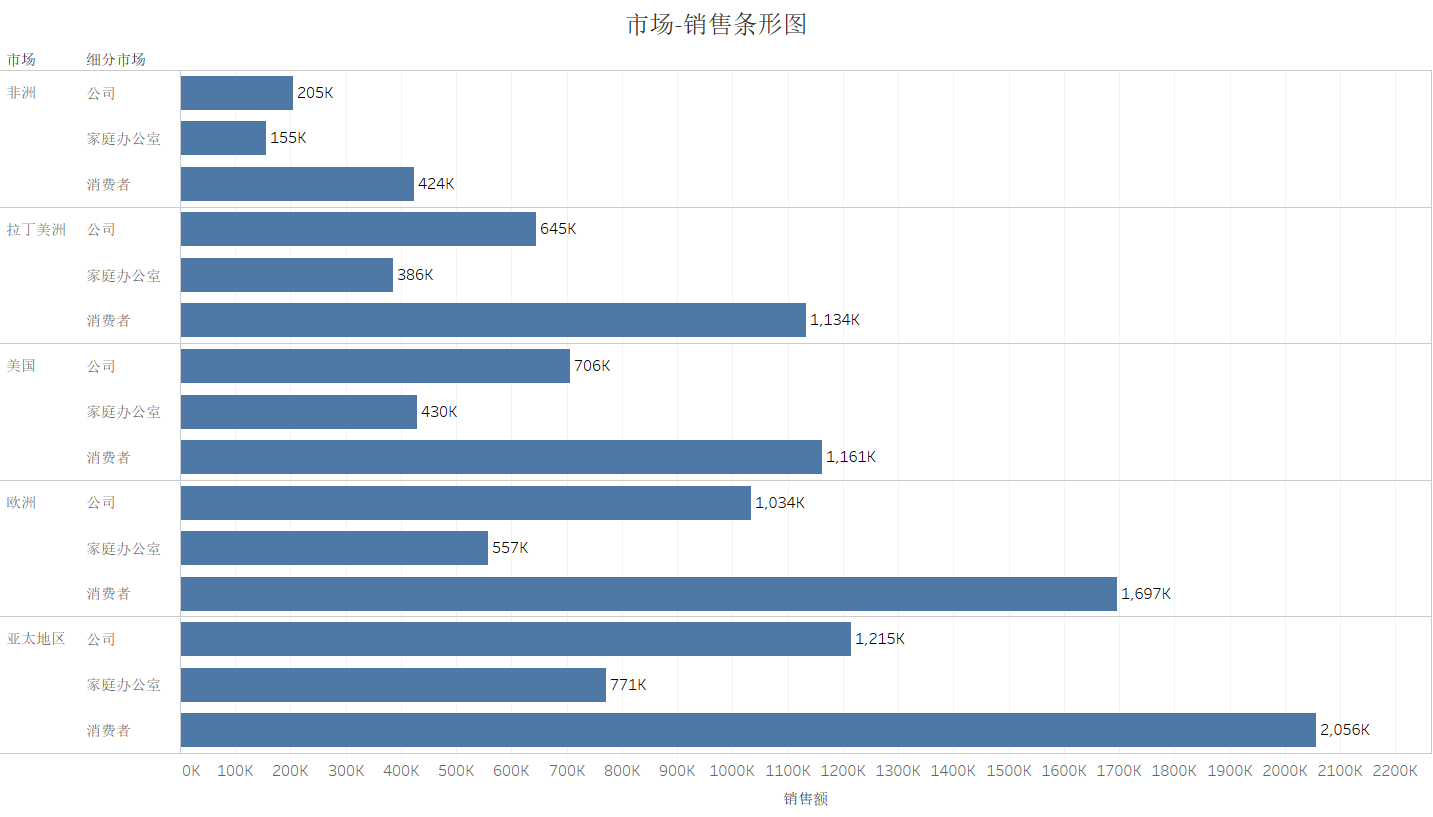 市场-销售条形图
市场 细分市场
非洲 公司 205K
家庭办公室 155K
消费者 424K
拉丁美洲 公司 645K
家庭办公室 386K
消费者 1,134K
美国 公司 706K
家庭办公室 430K
消费者 1,161K
欧洲 公司 1,034K
家庭办公室 557K
消费者 1,697K
亚太地区 公司 1,215K
家庭办公室 771K
消费者 2,056K
0K 100K 200K 300K 400K 500K 600K 700K 800K 900K 1000K 1100K 1200K 1300K 1400K 1500K 1600K 1700K 1800K 1900K 2000K 2100K 2200K
销售额